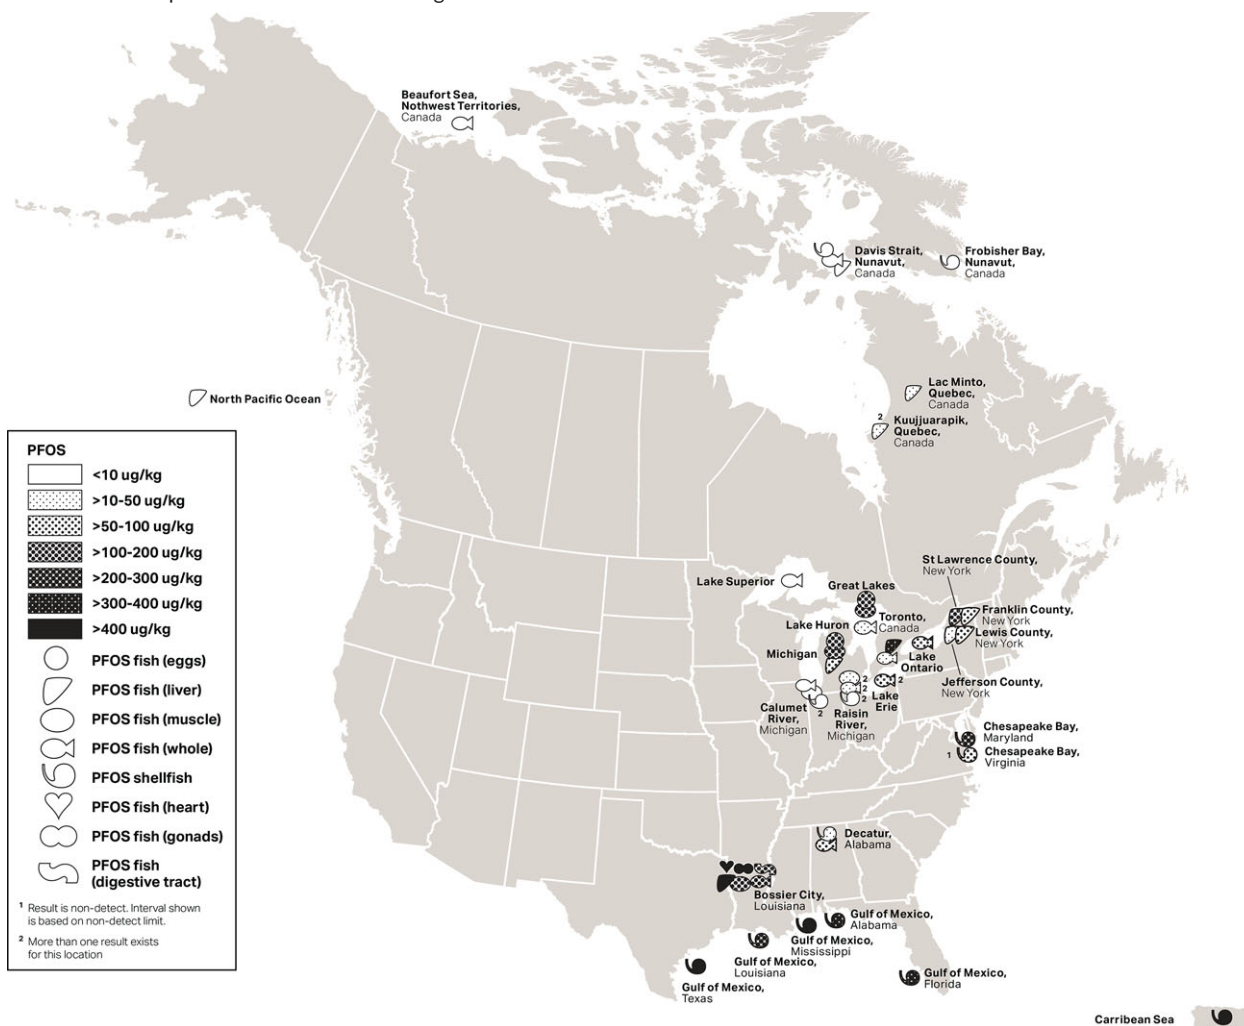 Beaufort Sea,
Nothwest Territories,
Canada
Davis Strait,
Nunavut,
Canada
Frobisher Bay,
Nunavut,
Canada
North Pacific Ocean
Lac Minto,
Quebec,
Canada
2
Kuujjuarapik,
Quebec,
Canada
PFOS
<10 ug/kg
>10-50 ug/kg
>50-100 ug/kg
>100-200 ug/kg
>200-300 ug/kg
>300-400 ug/kg
>400 ug/kg
PFOS fish (eggs)
PFOS fish (liver)
PFOS fish (muscle)
PFOS fish (whole)
PFOS shellfish
PFOS fish (heart)
PFOS fish (gonads)
PFOS fish
(digestive tract)
1 Result is non-detect. Interval shown
is based on non-detect limit.
2 More than one result exists
for this location
St Lawrence County,
New York
Lake Superior
Great Lakes
Franklin County,
New York
Toronto,
Canada
Lake Huron
Lewis County,
New York
Michigan
Lake
Ontario
Jefferson County,
New York
2
2
2
2
Lake
Erie
Calumet
River,
Michigan
2
Raisin
River,
Michigan
Chesapeake Bay,
Maryland
1
Chesapeake Bay,
Virginia
Decatur,
Alabama
Bossier City,
Louisiana
Gulf of Mexico,
Alabama
Gulf of Mexico,
Mississippi
Gulf of Mexico,
Louisiana
Gulf of Mexico,
Texas
Gulf of Mexico,
Florida
Carribean Sea